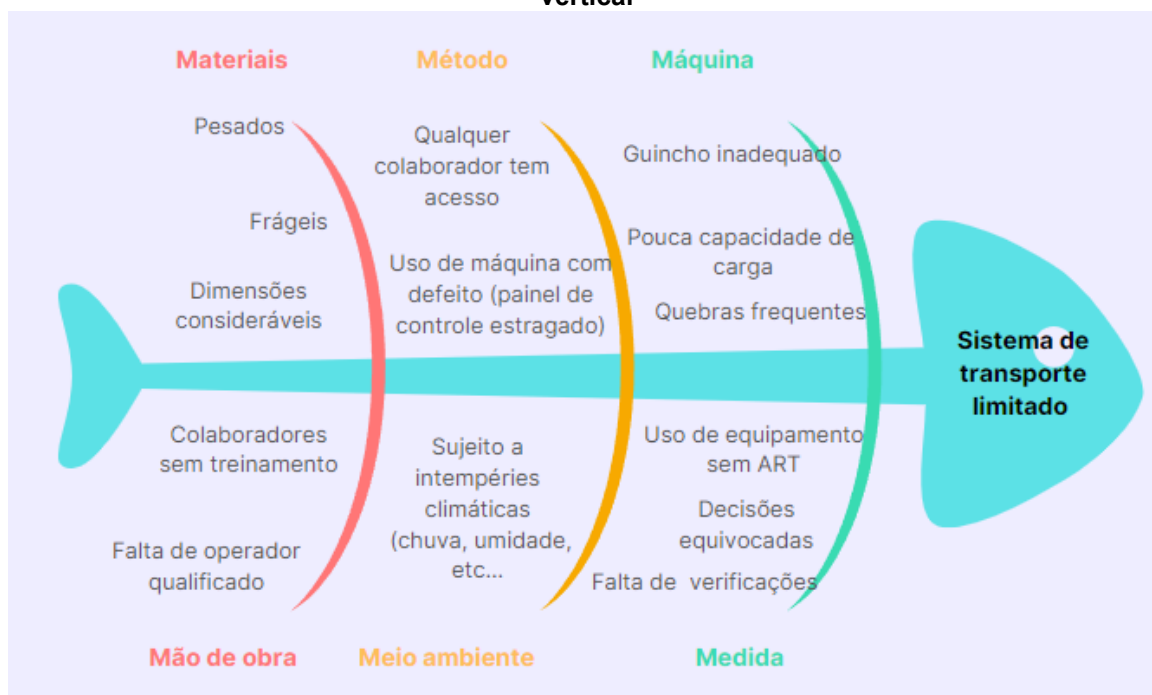 vertical
Materiais
Método
Máquina
Pesados
Frágeis
Dimensões
consideráveis
Qualquer
colaborador tem
acesso
Uso de máquina com
defeito (painel de
controle estragado)
Guincho inadequado
Pouca capacidade de
carga
Quebras frequentes
Sistema de
transporte
limitado
Colaboradores
sem treinamento
Falta de operador
qualificado
Sujeito a
intempéries
climáticas
(chuva, umidade,
etc...
Uso de equipamento
sem ART
Decisões
equivocadas
Falta de verificações
Mão de obra
Meio ambiente
Medida